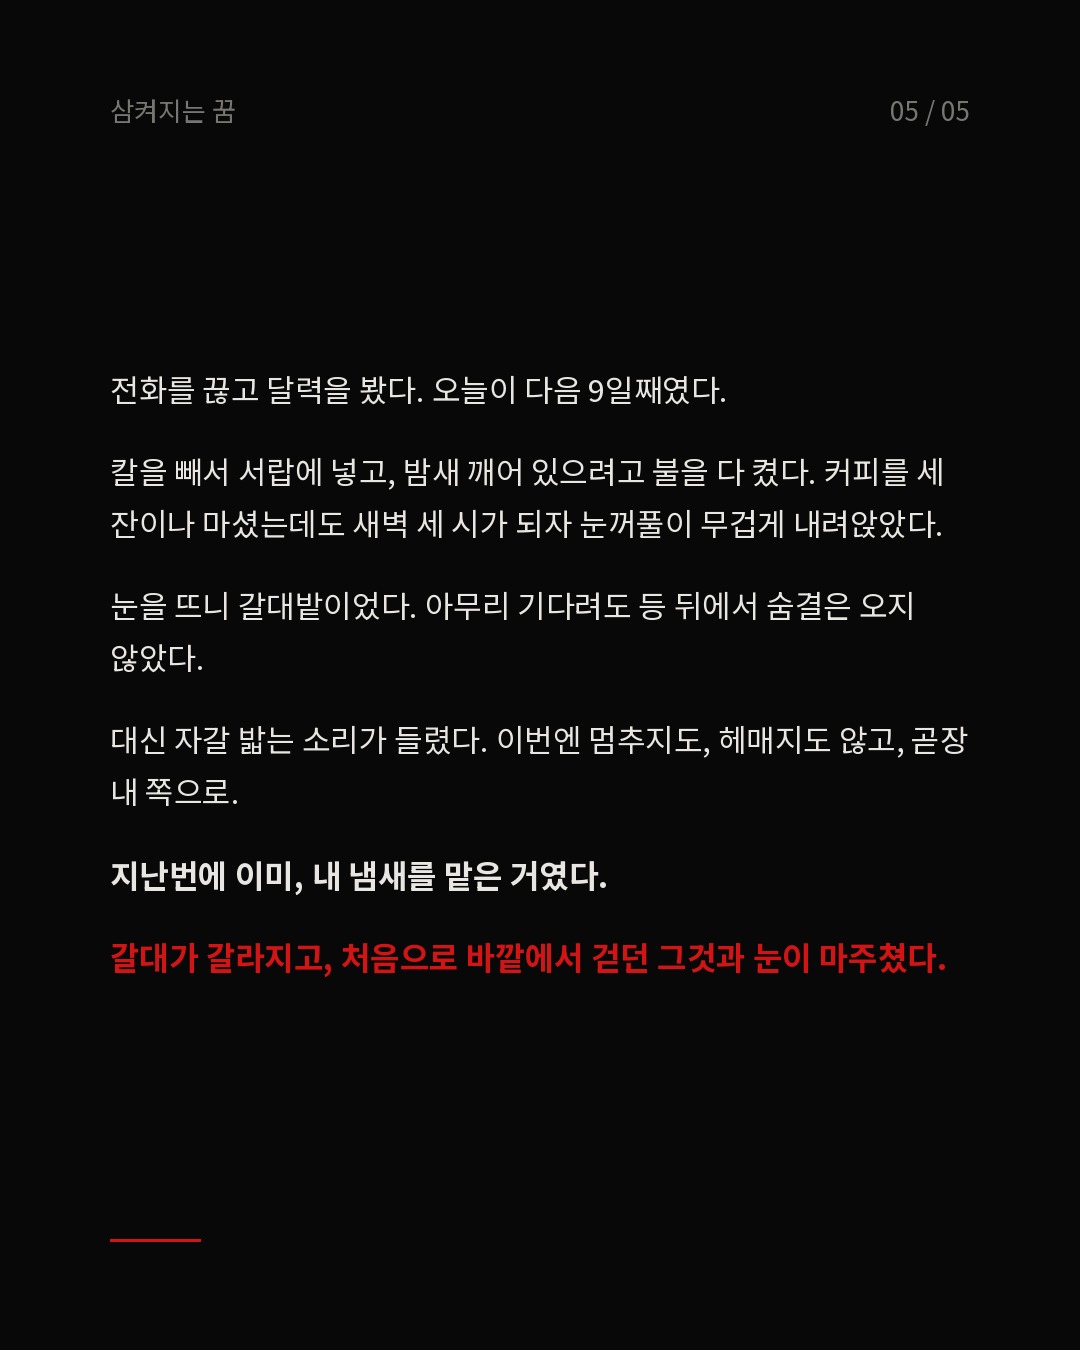 삼켜지는 꿈
05 / 05
전화를 끊고 달력을 봤다. 오늘이 다음 9일째였다.
칼을 빼서 서랍에 넣고, 밤새 깨어 있으려고 불을 다 켰다. 커피를 세
잔이나 마셨는데도 새벽 세 시가 되자 눈꺼풀이 무겁게 내려앉았다.
눈을 뜨니 갈대밭이었다. 아무리 기다려도 등 뒤에서 숨결은 오지
않았다.
대신 자갈 밟는 소리가 들렸다. 이번엔 멈추지도, 헤매지도 않고, 곧장
내 쪽으로.
지난번에 이미, 내 냄새를 맡은 거였다.
갈대가 갈라지고, 처음으로 바깥에서 걷던 그것과 눈이 마주쳤다.